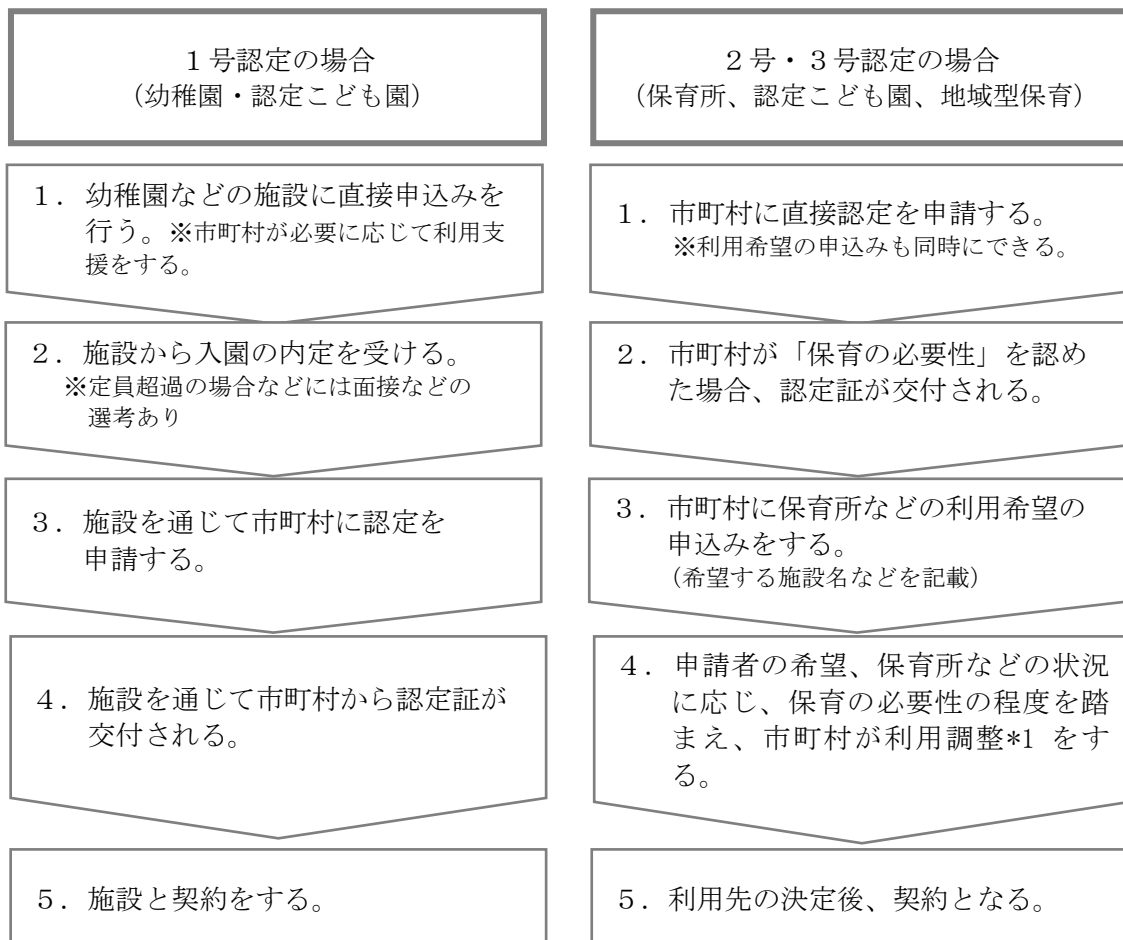 １号認定の場合
（幼稚園・認定こども園）
１．幼稚園などの施設に直接申込みを
行う。※市町村が必要に応じて利用支
援をする。
２．施設から入園の内定を受ける。
※定員超過の場合などには面接などの
選考あり
３．施設を通じて市町村に認定を
申請する。
４．施設を通じて市町村から認定証が
交付される。
５．施設と契約をする。
２号・３号認定の場合
（保育所、認定こども園、地域型保育）
１．市町村に直接認定を申請する。
※利用希望の申込みも同時にできる。
２．市町村が「保育の必要性」を認め
た場合、認定証が交付される。
３．市町村に保育所などの利用希望の
申込みをする。
（希望する施設名などを記載）
４．申請者の希望、保育所などの状況
に応じ、保育の必要性の程度を踏
まえ、市町村が利用調整*1 をす
る。
５．利用先の決定後、契約となる。